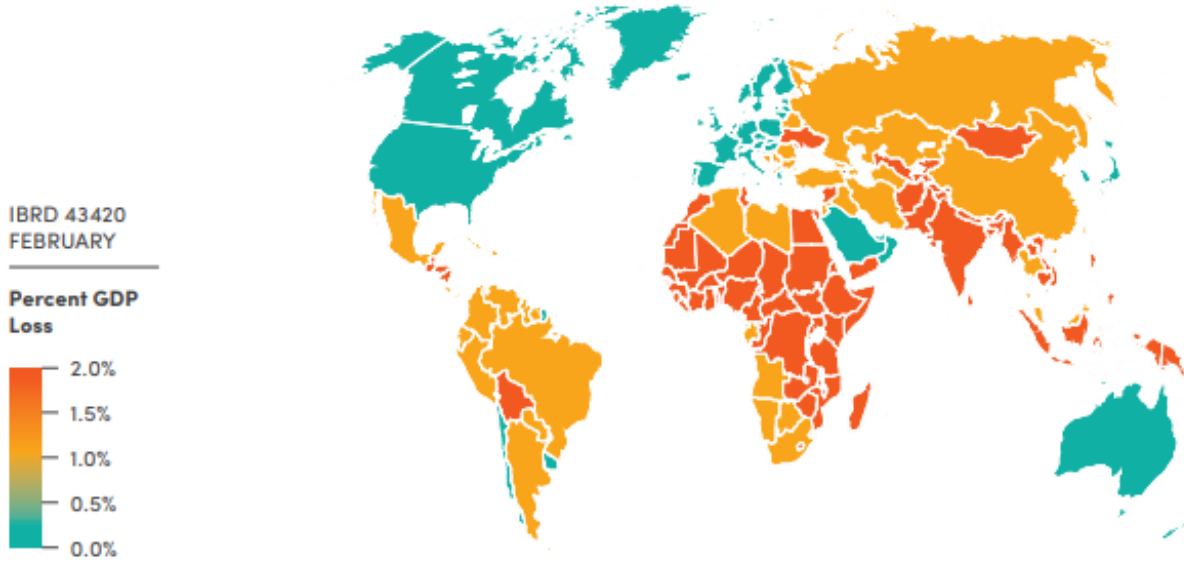 IBRD 43420
FEBRUARY
Percent GDP
Loss
2.0%
1.5%
1.0%
0.5%
0.0%